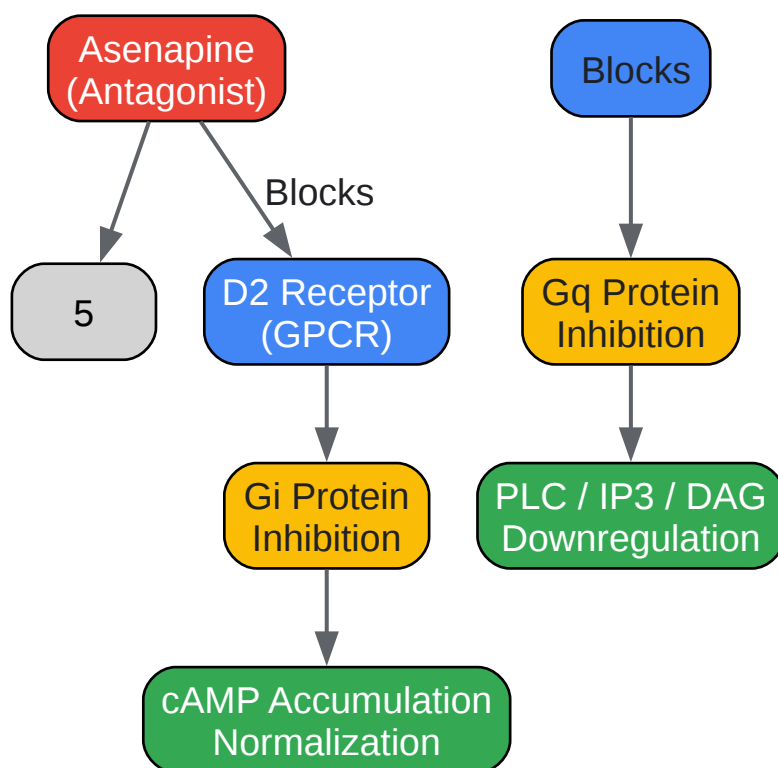 Asenapine
(Antagonist)
Blocks
Blocks
5
D2 Receptor
(GPCR)
Gq Protein
Inhibition
Gi Protein
Inhibition
PLC / IP3 / DAG
Downregulation
cAMP Accumulation
Normalization